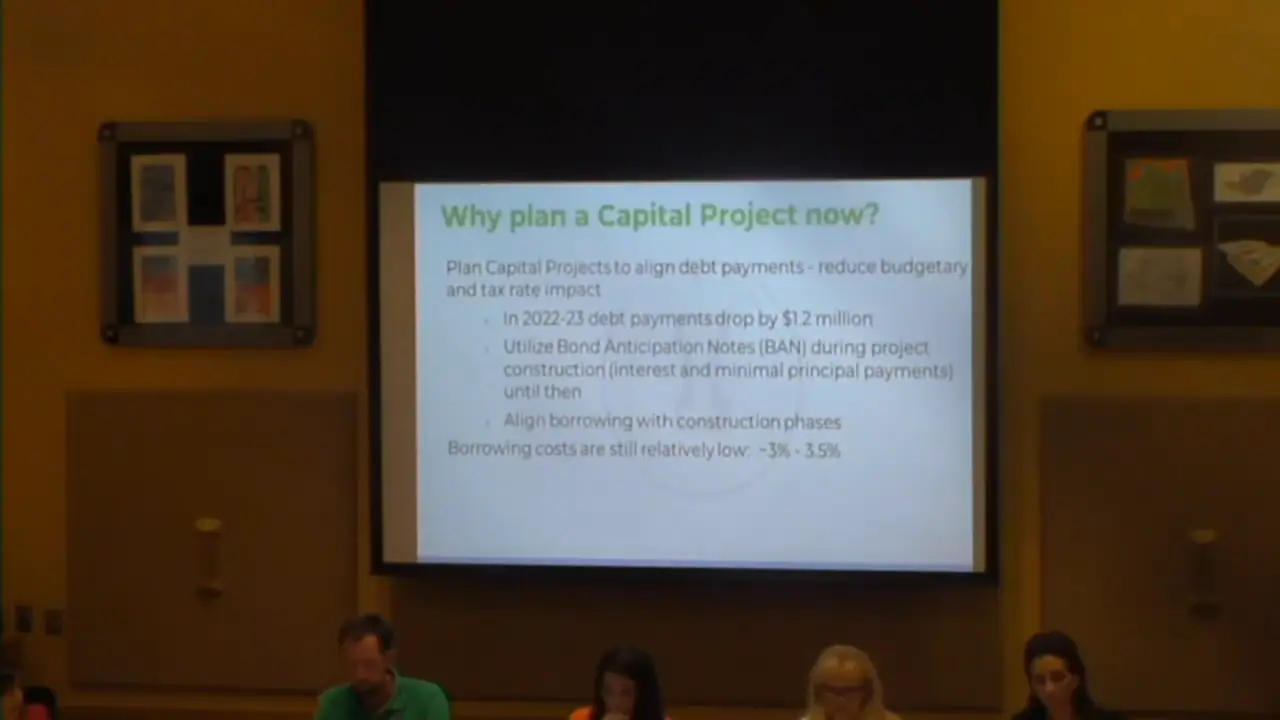 Why plan a Capital Project now?
Plan Capital Projects to align debt payments - reduce budgetary
and tax rate impact
In 2022-23 debt payments drop by $1.2 million
Utilize Bond Anticipation Notes (BAN) during project
construction (interest and minimal principal payments)
until then
Align borrowing with construction phases
Borrowing costs are still relatively low: ~3% - 3.5%